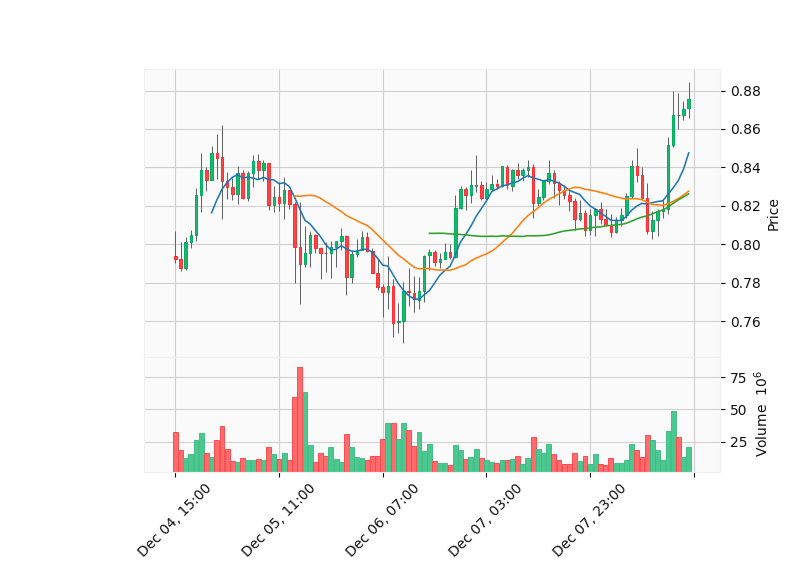 0.88
0.86
0.84
0.82
0.80
0.78
0.76
Price
75
50
25
Volume 10^6
Dec 04, 15:00
Dec 05, 11:00
Dec 06, 07:00
Dec 07, 03:00
Dec 07, 23:00